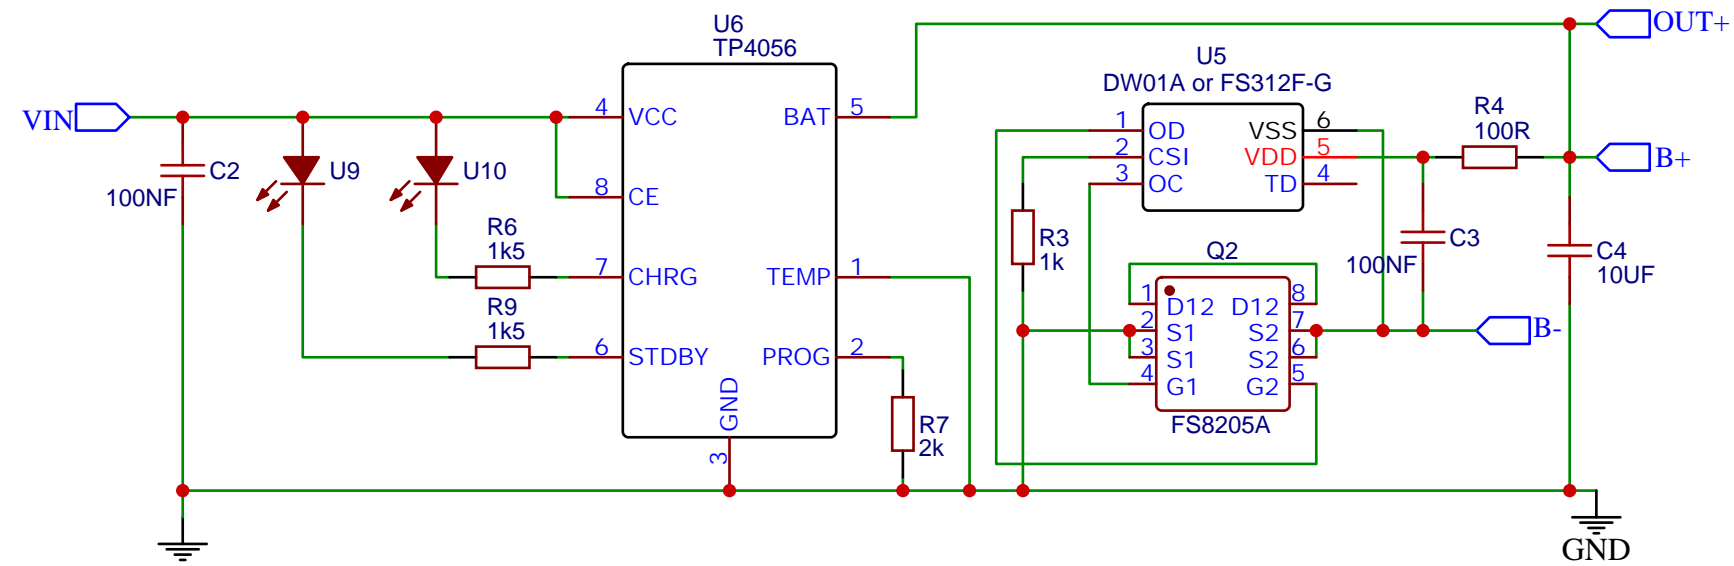 U6
TP4056
OUT+
U5
DW01A or FS312F-G
VIN
4
VCC
BAT
5
1
OD
VSS
6
R4
100R
2
CSI
VDD
5
B+
3
OC
TD
4
C2
100NF
U9
U10
8
CE
R6
1k5
R3
1k
Q2
C3
100NF
C4
10UF
7
CHRG
TEMP
1
1
D12
D12
8
R9
1k5
2
S1
S2
7
B-
6
STDBY
PROG
2
3
S1
S2
6
4
G1
G2
5
GND
3
R7
2k
FS8205A
GND